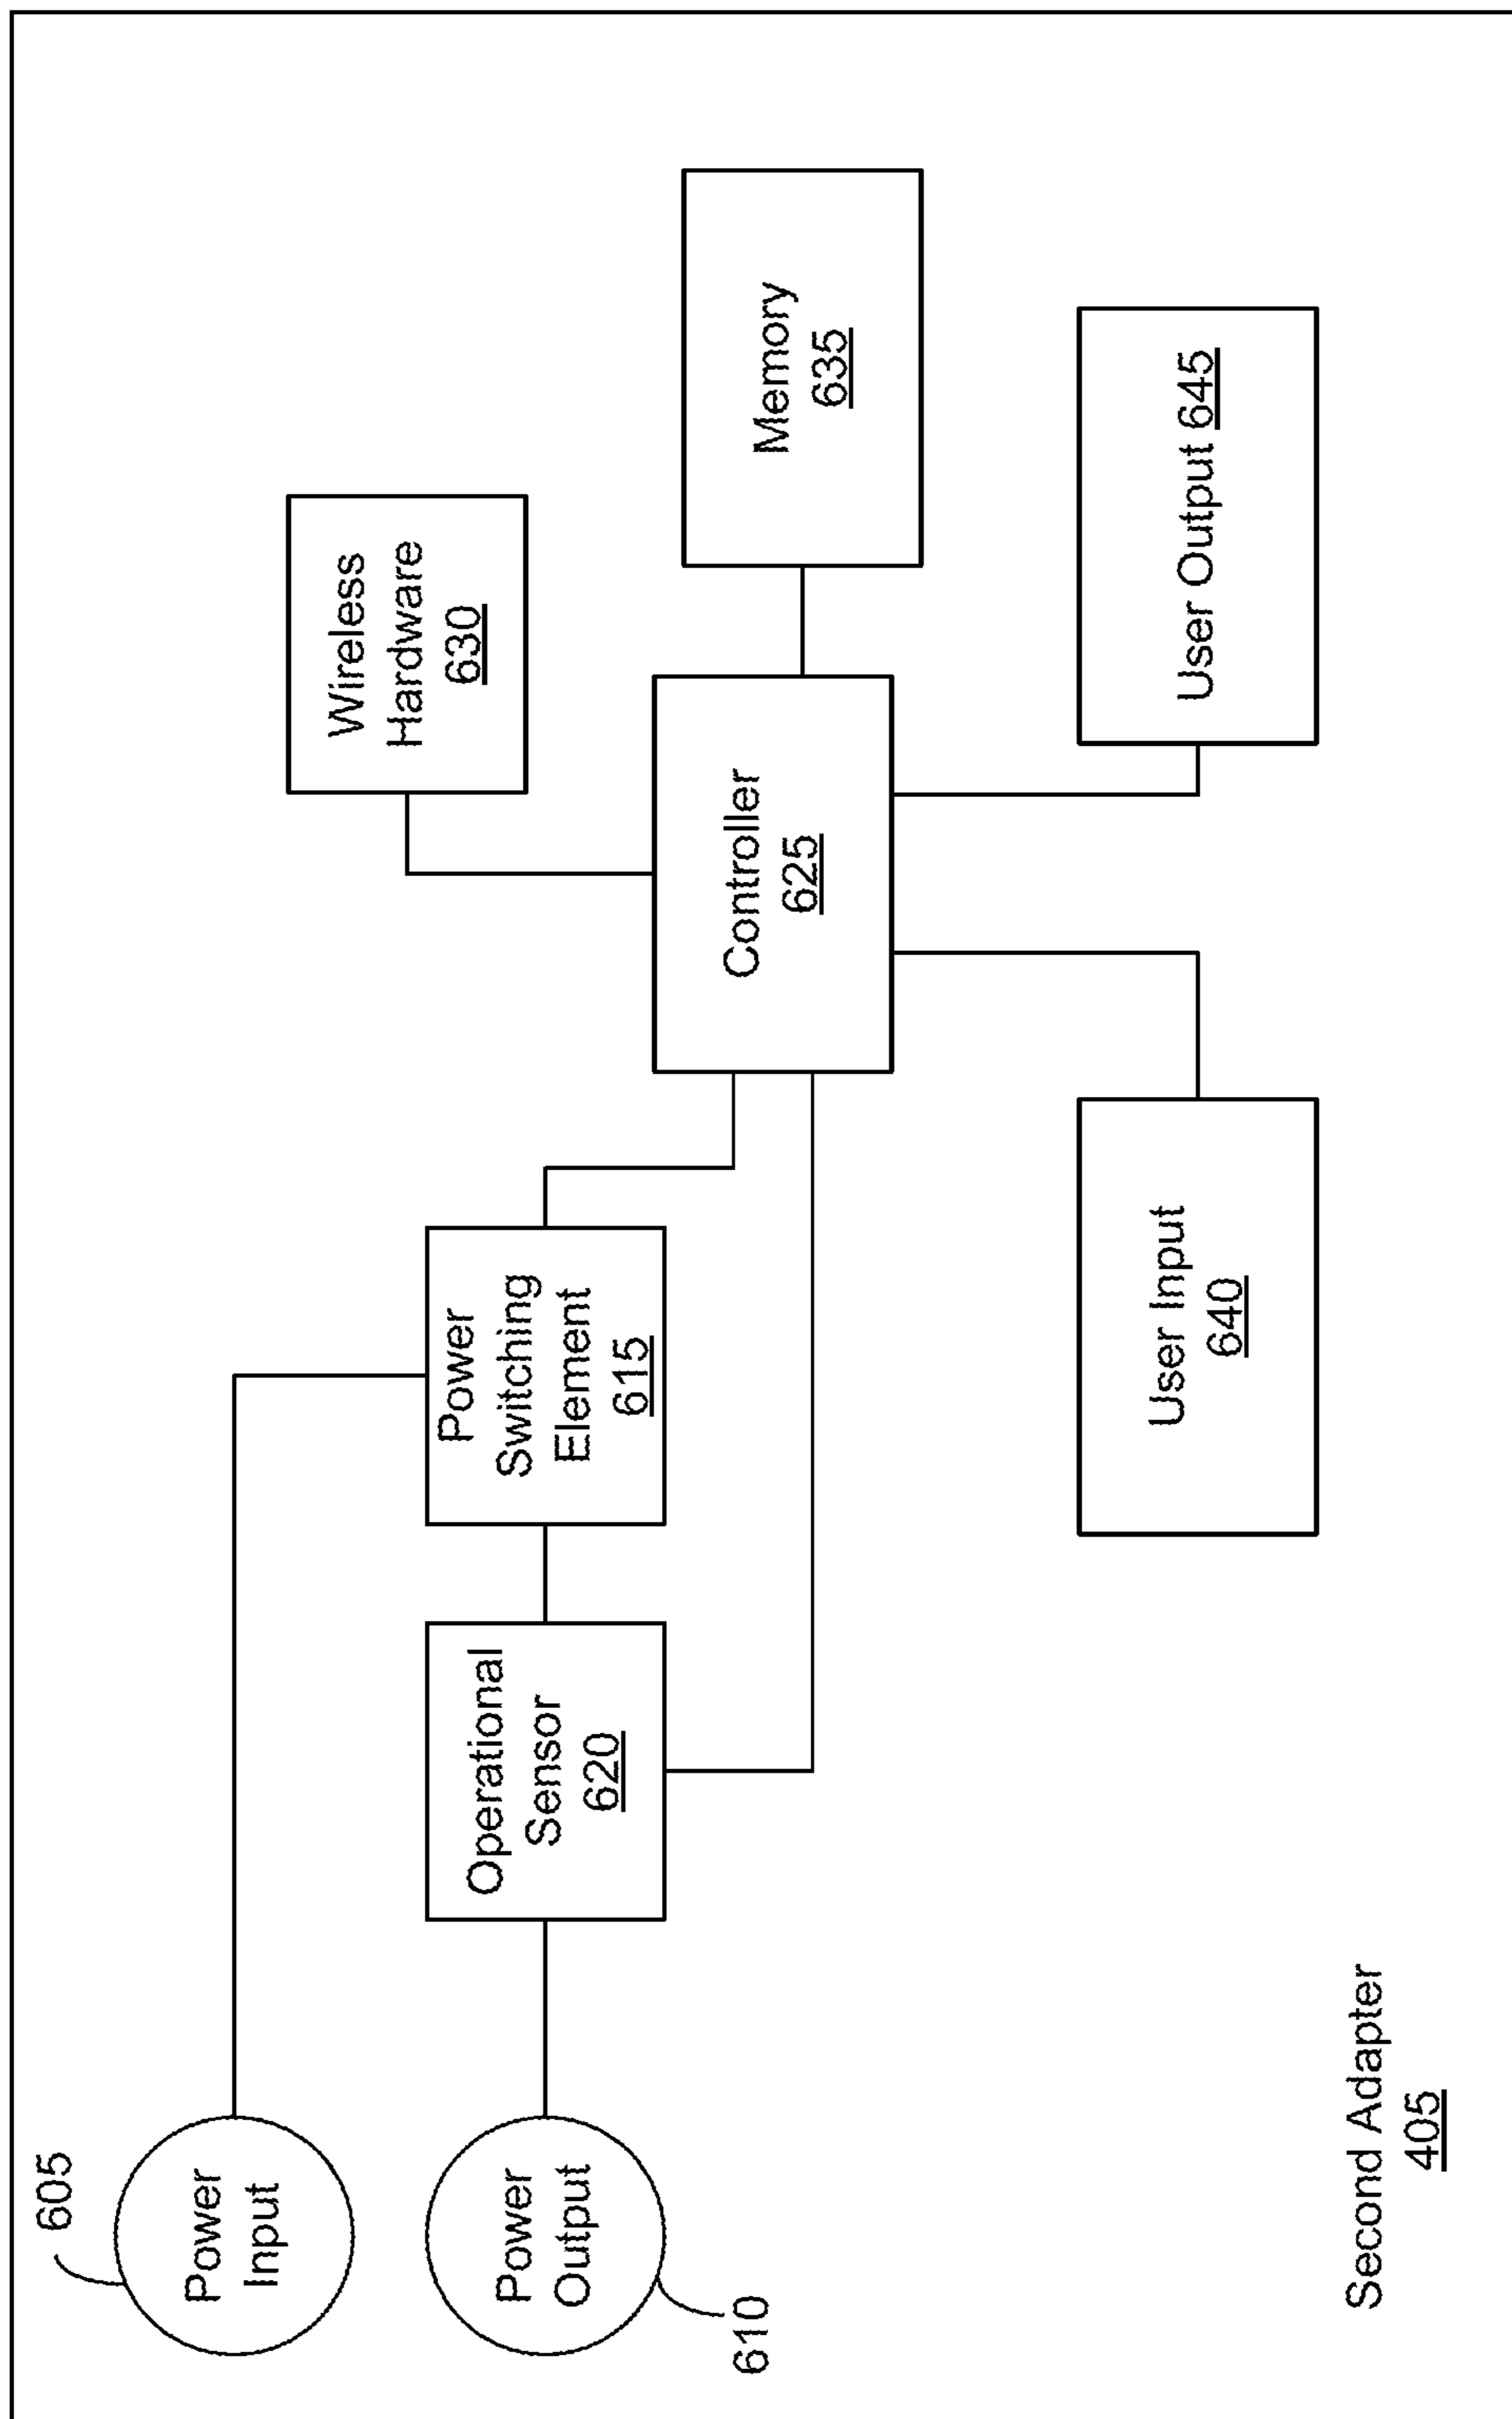 605
Power
Input
Power
Output
610
Operational
Sensor
620
Power
Switching
Element
615
Wireless
Hardware
630
Controller
625
Memory
635
User Input
640
User Output 645
Second Adapter
405